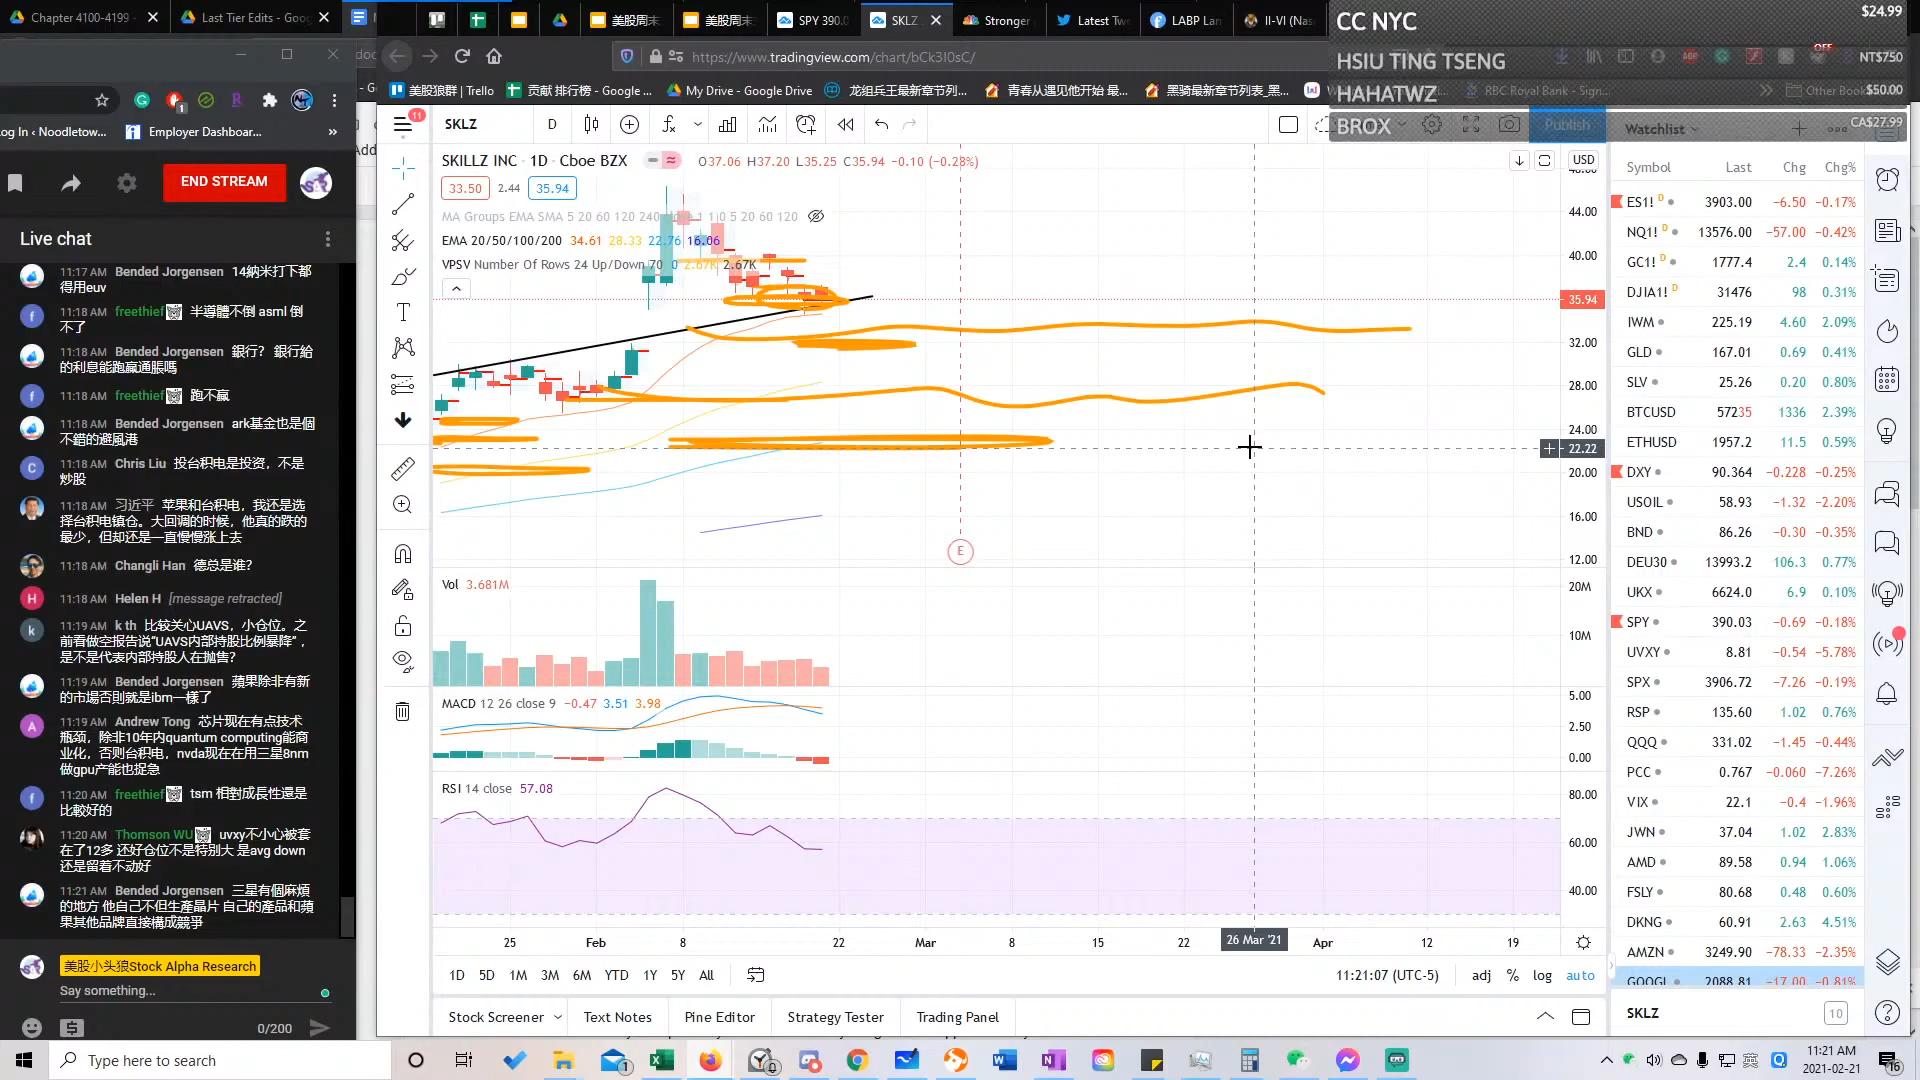 Chapter 4100-4199
Last Tier Edits - Goo
美股周末
美股周末
SPY 390.0
SKLZ
Stronger
Latest Tw
LABP Lan
II-VI (Nas
CC NYC
$24.99
HSIU TING TSENG
NT$750
HAHATWZ
$50.00
BROX
CA$27.99
https://www.tradingview.com/chart/bCk3I0sC/
美股狼群 | Trello
贡献 排行榜 - Google ...
My Drive - Google Drive
龙组兵王最新章节列...
青春从遇见他开始 最...
黑骑最新章节列表_黑...
RBC Royal Bank - Sign...
Other Book
og In ‹ Noodletow...
Employer Dashboar...
END STREAM
Live chat
11:17 AM Bended Jorgensen 14納米打下都
得用euv
11:18 AM freethief 半導體不倒 asml 倒
不了
11:18 AM Bended Jorgensen 銀行? 銀行給
的利息能跑贏通脹嗎
11:18 AM freethief 跑不贏
11:18 AM Bended Jorgensen ark基金也是個
不錯的避風港
11:18 AM Chris Liu 投台积电是投资，不是
炒股
11:18 AM 习近平 苹果和台积电，我还是选
择台积电镇仓。大回调的时候，他真的跌的
最少，但却还是一直慢慢涨上去
11:18 AM Changli Han 德总是谁?
11:18 AM Helen H [message retracted]
11:19 AM k th 比较关心UAVS，小仓位。之
前看做空报告说“UAVS内部持股比例暴降”，
是不是代表内部持股人在抛售?
11:19 AM Bended Jorgensen 蘋果除非有新
的市場否則就是ibm一樣了
11:19 AM Andrew Tong 芯片现在有点技术
瓶颈，除非10年内quantum computing能商
业化，否则台积电，nvda现在在用三星8nm
做gpu产能也捉急
11:20 AM freethief tsm 相對成長性還是
比較好的
11:20 AM Thomson WU uvxy不小心被套
在了12多 还好仓位不是特别大 是avg down
还是留着不动好
11:21 AM Bended Jorgensen 三星有個麻煩
的地方 他自己不但生產晶片 自己的產品和蘋
果其他品牌直接構成競爭
美股小头狼Stock Alpha Research
Say something...
0/200
11
SKLZ
D
Publish
SKILLZ INC · 1D · Cboe BZX
O37.06 H37.20 L35.25 C35.94 −0.10 (−0.28%)
33.50 2.44 35.94
EMA 20/50/100/200 34.61 28.33 22.76 16.06
VPSV Number Of Rows 24 Up/Down 70 0 2.67K 2.67K
USD
48.00
44.00
40.00
35.94
32.00
28.00
24.00
22.22
20.00
16.00
12.00
E
Vol 3.681M
20M
10M
MACD 12 26 close 9 −0.47 3.51 3.98
5.00
2.50
0.00
RSI 14 close 57.08
80.00
60.00
40.00
25 Feb 8 22 Mar 8 15 22 26 Mar '21 Apr 12 19
1D 5D 1M 3M 6M YTD 1Y 5Y All
11:21:07 (UTC-5) adj % log auto
Stock Screener Text Notes Pine Editor Strategy Tester Trading Panel
Watchlist
Symbol Last Chg Chg%
ES1! D 3903.00 −6.50 −0.17%
NQ1! D 13576.00 −57.00 −0.42%
GC1! D 1777.4 2.4 0.14%
DJIA1! D 31476 98 0.31%
IWM 225.19 4.60 2.09%
GLD 167.01 0.69 0.41%
SLV 25.26 0.20 0.80%
BTCUSD 57235 1336 2.39%
ETHUSD 1957.2 11.5 0.59%
DXY 90.364 −0.228 −0.25%
USOIL 58.93 −1.32 −2.20%
BND 86.26 −0.30 −0.35%
DEU30 13993.2 106.3 0.77%
UKX 6624.0 6.9 0.10%
SPY 390.03 −0.69 −0.18%
UVXY 8.81 −0.54 −5.78%
SPX 3906.72 −7.26 −0.19%
RSP 135.60 1.02 0.76%
QQQ 331.02 −1.45 −0.44%
PCC 0.767 −0.060 −7.26%
VIX 22.1 −0.4 −1.96%
JWN 37.04 1.02 2.83%
AMD 89.58 0.94 1.06%
FSLY 80.68 0.48 0.60%
DKNG 60.91 2.63 4.51%
AMZN 3249.90 −78.33 −2.35%
GOOGL 2088.81 −17.00 −0.81%
SKLZ
10
Type here to search
英
11:21 AM
2021-02-21
16